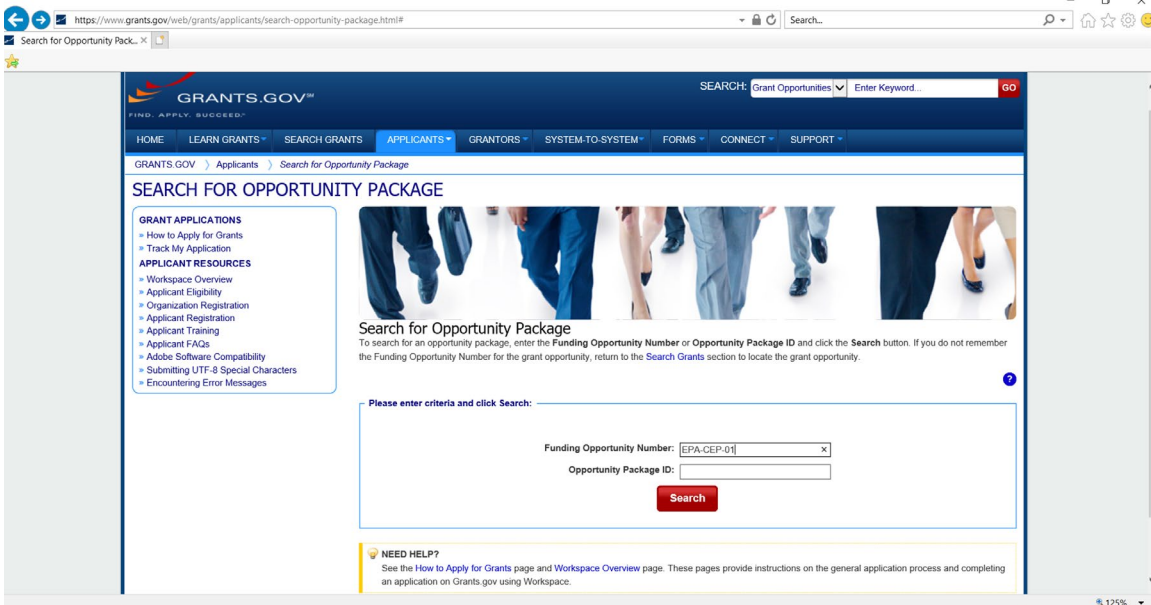 https://www.grants.gov/web/grants/applicants/search-opportunity-package.html#
Search...
Search for Opportunity Pack...
GRANTS.GOV℠
FIND. APPLY. SUCCEED.℠
SEARCH: Grant Opportunities Enter Keyword... GO
HOME LEARN GRANTS SEARCH GRANTS APPLICANTS GRANTORS SYSTEM-TO-SYSTEM FORMS CONNECT SUPPORT
GRANTS.GOV 〉 Applicants 〉 Search for Opportunity Package
SEARCH FOR OPPORTUNITY PACKAGE
GRANT APPLICATIONS
» How to Apply for Grants
» Track My Application
APPLICANT RESOURCES
» Workspace Overview
» Applicant Eligibility
» Organization Registration
» Applicant Registration
» Applicant Training
» Applicant FAQs
» Adobe Software Compatibility
» Submitting UTF-8 Special Characters
» Encountering Error Messages
Search for Opportunity Package
To search for an opportunity package, enter the Funding Opportunity Number or Opportunity Package ID and click the Search button. If you do not remember
the Funding Opportunity Number for the grant opportunity, return to the Search Grants section to locate the grant opportunity.
?
Please enter criteria and click Search:
Funding Opportunity Number: EPA-CEP-01
Opportunity Package ID:
Search
NEED HELP?
See the How to Apply for Grants page and Workspace Overview page. These pages provide instructions on the general application process and completing
an application on Grants.gov using Workspace.
125%